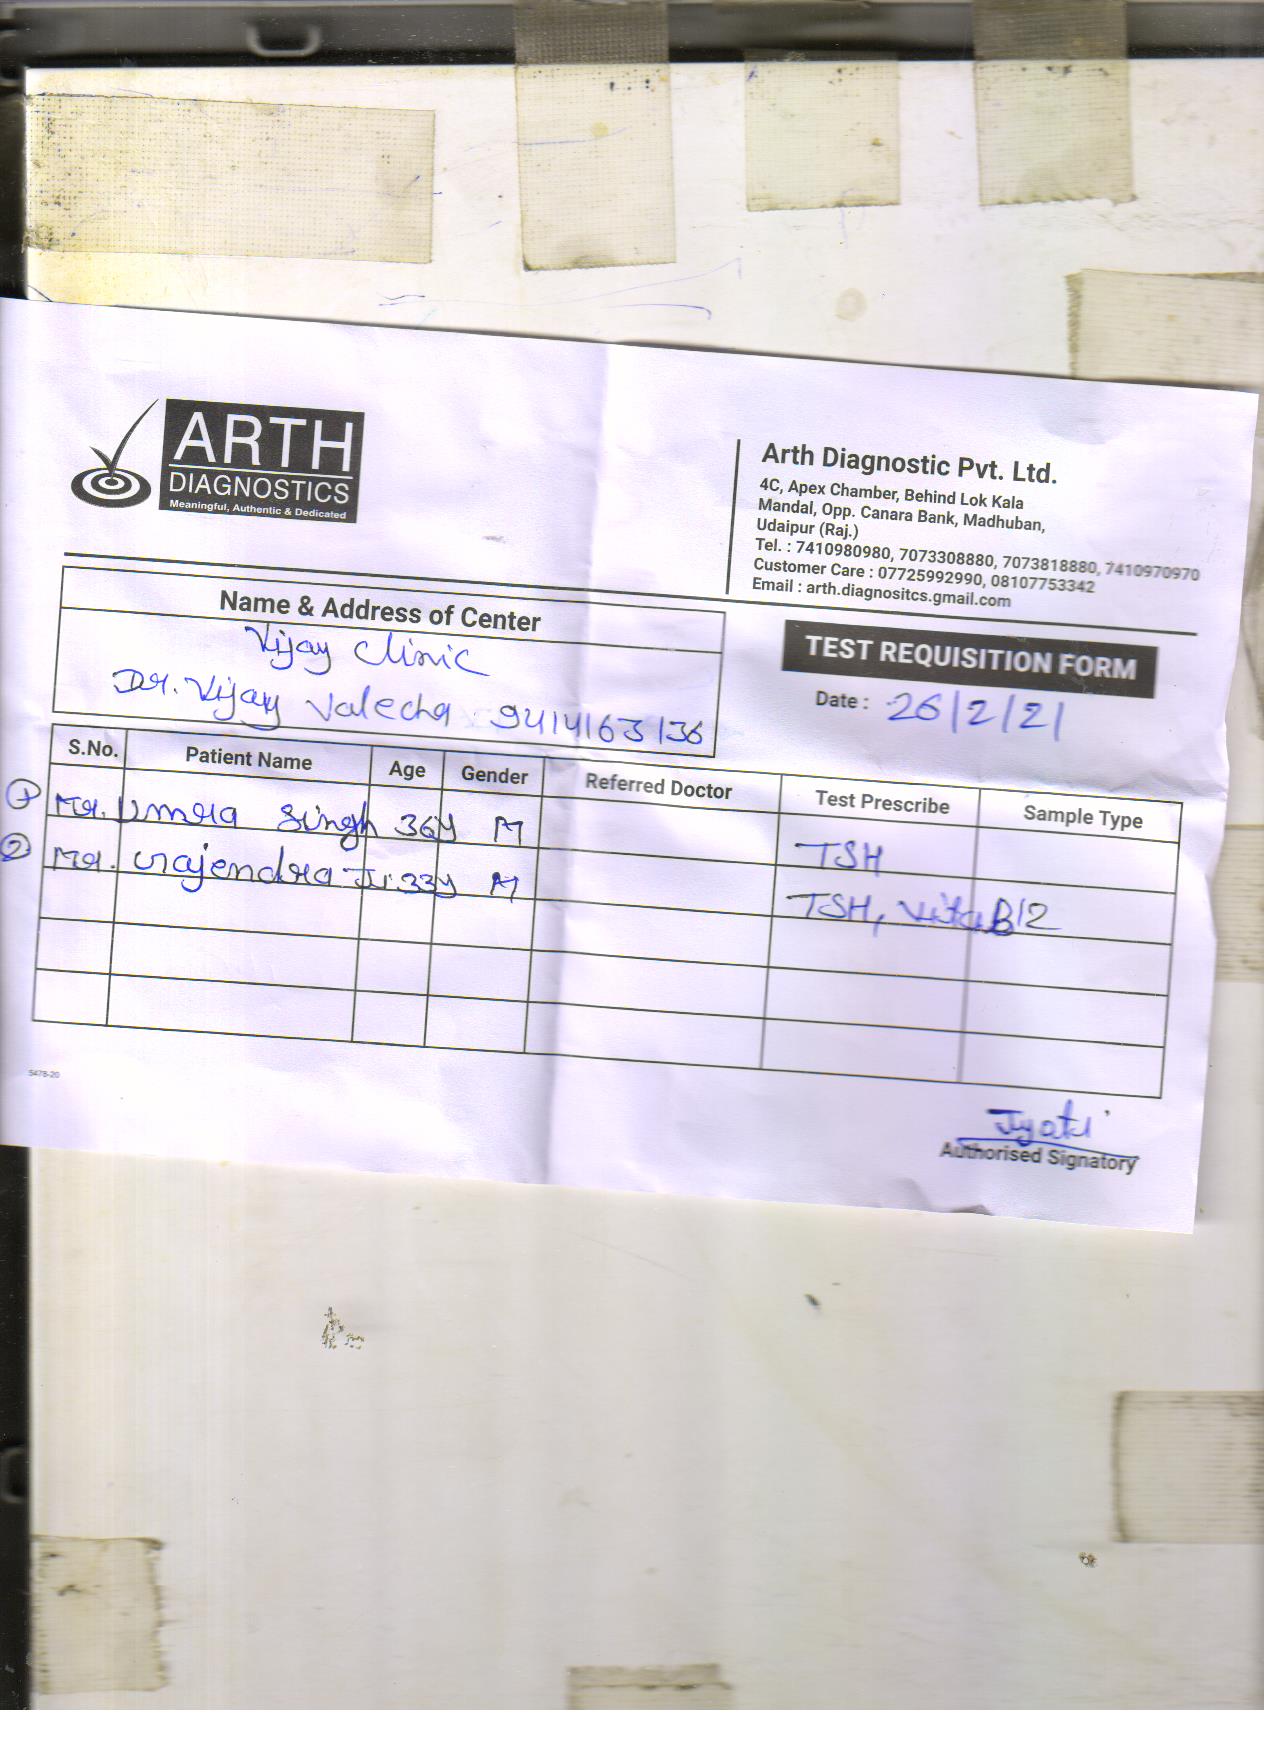 ARTH
DIAGNOSTICS
Meaningful, Authentic & Dedicated
Arth Diagnostic Pvt. Ltd.
4C, Apex Chamber, Behind Lok Kala
Mandal, Opp. Canara Bank, Madhuban,
Udaipur (Raj.)
Tel. : 7410980980, 7073308880, 7073818880, 7410970970
Customer Care : 07725992990, 08107753342
Email : arth.diagnositcs.gmail.com
Name & Address of Center
Vijay Clinic
Dr. Vijay Valecha 9414163136
TEST REQUISITION FORM
Date : 26/2/21
S.No. Patient Name Age Gender Referred Doctor Test Prescribe Sample Type
1 Mr. Umra Singh 36y M TSH
2 Mr. rajendra Ji 33y M TSH, Vita B12
5478-20
Jyoti
Authorised Signatory